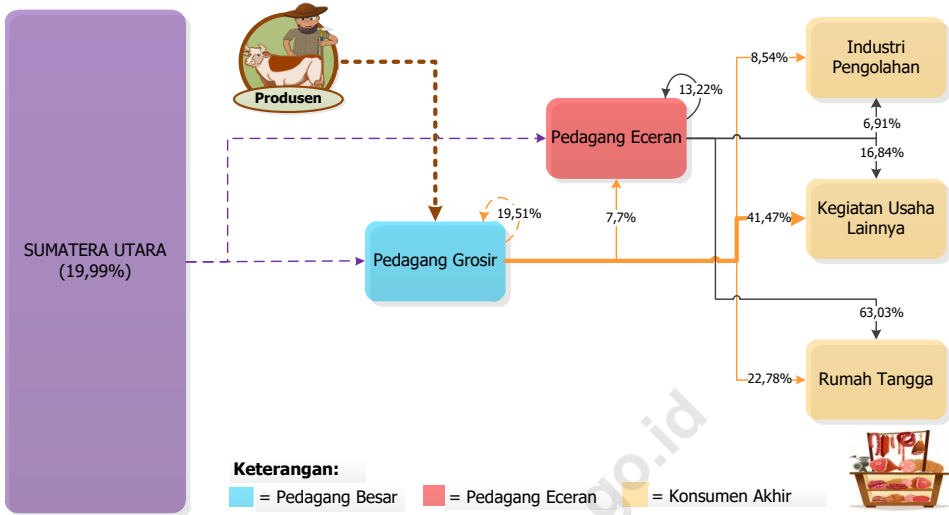 Produsen
SUMATERA UTARA
(19,99%)
Pedagang Eceran
13,22%
Pedagang Grosir
19,51%
7,7%
8,54%
Industri
Pengolahan
6,91%
16,84%
41,47%
Kegiatan Usaha
Lainnya
63,03%
22,78%
Rumah Tangga
Keterangan:
= Pedagang Besar
= Pedagang Eceran
= Konsumen Akhir
go.id